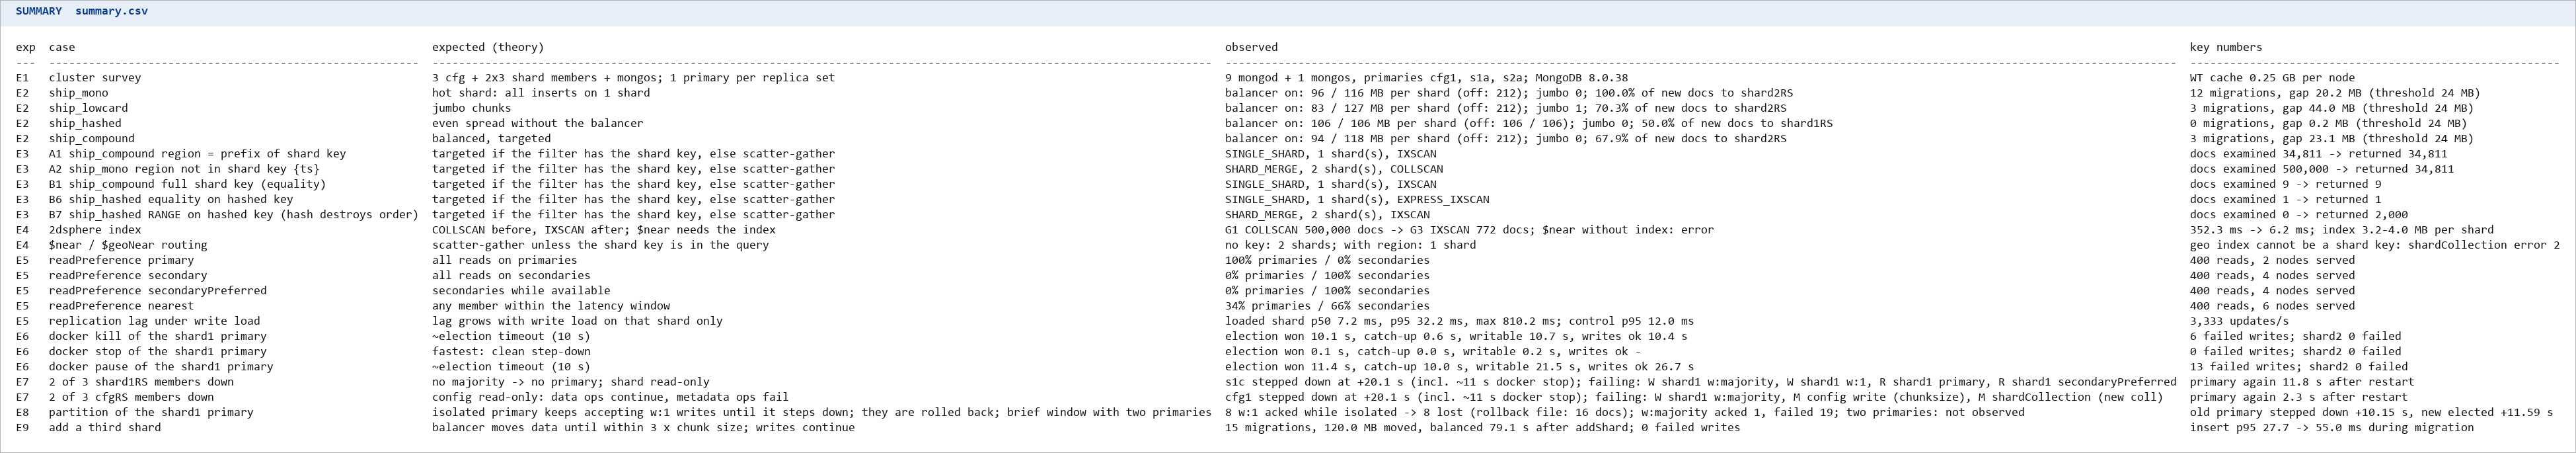 SUMMARY summary.csv
exp case expected (theory) observed key numbers
--- --- --- --- ---
E1 cluster survey 3 cfg + 2x3 shard members + mongos; 1 primary per replica set 9 mongod + 1 mongos, primaries cfg1, s1a, s2a; MongoDB 8.0.38 WT cache 0.25 GB per node
E2 ship_mono hot shard: all inserts on 1 shard balancer on: 96 / 116 MB per shard (off: 212); jumbo 0; 100.0% of new docs to shard2RS 12 migrations, gap 20.2 MB (threshold 24 MB)
E2 ship_lowcard jumbo chunks balancer on: 83 / 127 MB per shard (off: 212); jumbo 1; 70.3% of new docs to shard2RS 3 migrations, gap 44.0 MB (threshold 24 MB)
E2 ship_hashed even spread without the balancer balancer on: 106 / 106 MB per shard (off: 106 / 106); jumbo 0; 50.0% of new docs to shard1RS 0 migrations, gap 0.2 MB (threshold 24 MB)
E2 ship_compound balanced, targeted balancer on: 94 / 118 MB per shard (off: 212); jumbo 0; 67.9% of new docs to shard2RS 3 migrations, gap 23.1 MB (threshold 24 MB)
E3 A1 ship_compound region = prefix of shard key targeted if the filter has the shard key, else scatter-gather SINGLE_SHARD, 1 shard(s), IXSCAN docs examined 34,811 -> returned 34,811
E3 A2 ship_mono region not in shard key {ts} targeted if the filter has the shard key, else scatter-gather SHARD_MERGE, 2 shard(s), COLLSCAN docs examined 500,000 -> returned 34,811
E3 B1 ship_compound full shard key (equality) targeted if the filter has the shard key, else scatter-gather SINGLE_SHARD, 1 shard(s), IXSCAN docs examined 9 -> returned 9
E3 B6 ship_hashed equality on hashed key targeted if the filter has the shard key, else scatter-gather SINGLE_SHARD, 1 shard(s), EXPRESS_IXSCAN docs examined 1 -> returned 1
E3 B7 ship_hashed RANGE on hashed key (hash destroys order) targeted if the filter has the shard key, else scatter-gather SHARD_MERGE, 2 shard(s), IXSCAN docs examined 0 -> returned 2,000
E4 2dsphere index COLLSCAN before, IXSCAN after; $near needs the index G1 COLLSCAN 500,000 docs -> G3 IXSCAN 772 docs; $near without index: error 352.3 ms -> 6.2 ms; index 3.2-4.0 MB per shard
E4 $near / $geoNear routing scatter-gather unless the shard key is in the query no key: 2 shards; with region: 1 shard geo index cannot be a shard key: shardCollection error 2
E5 readPreference primary all reads on primaries 100% primaries / 0% secondaries 400 reads, 2 nodes served
E5 readPreference secondary all reads on secondaries 0% primaries / 100% secondaries 400 reads, 4 nodes served
E5 readPreference secondaryPreferred secondaries while available 0% primaries / 100% secondaries 400 reads, 4 nodes served
E5 readPreference nearest any member within the latency window 34% primaries / 66% secondaries 400 reads, 6 nodes served
E5 replication lag under write load lag grows with write load on that shard only loaded shard p50 7.2 ms, p95 32.2 ms, max 810.2 ms; control p95 12.0 ms 3,333 updates/s
E6 docker kill of the shard1 primary ~election timeout (10 s) election won 10.1 s, catch-up 0.6 s, writable 10.7 s, writes ok 10.4 s 6 failed writes; shard2 0 failed
E6 docker stop of the shard1 primary fastest: clean step-down election won 0.1 s, catch-up 0.0 s, writable 0.2 s, writes ok - 0 failed writes; shard2 0 failed
E6 docker pause of the shard1 primary ~election timeout (10 s) election won 11.4 s, catch-up 10.0 s, writable 21.5 s, writes ok 26.7 s 13 failed writes; shard2 0 failed
E7 2 of 3 shard1RS members down no majority -> no primary; shard read-only s1c stepped down at +20.1 s (incl. ~11 s docker stop); failing: W shard1 w:majority, W shard1 w:1, R shard1 primary, R shard1 secondaryPreferred primary again 11.8 s after restart
E7 2 of 3 cfgRS members down config read-only: data ops continue, metadata ops fail cfg1 stepped down at +20.1 s (incl. ~11 s docker stop); failing: W shard1 w:majority, M config write (chunksize), M shardCollection (new coll) primary again 2.3 s after restart
E8 partition of the shard1 primary isolated primary keeps accepting w:1 writes until it steps down; they are rolled back; brief window with two primaries 8 w:1 acked while isolated -> 8 lost (rollback file: 16 docs); w:majority acked 1, failed 19; two primaries: not observed old primary stepped down +10.15 s, new elected +11.59 s
E9 add a third shard balancer moves data until within 3 x chunk size; writes continue 15 migrations, 120.0 MB moved, balanced 79.1 s after addShard; 0 failed writes insert p95 27.7 -> 55.0 ms during migration